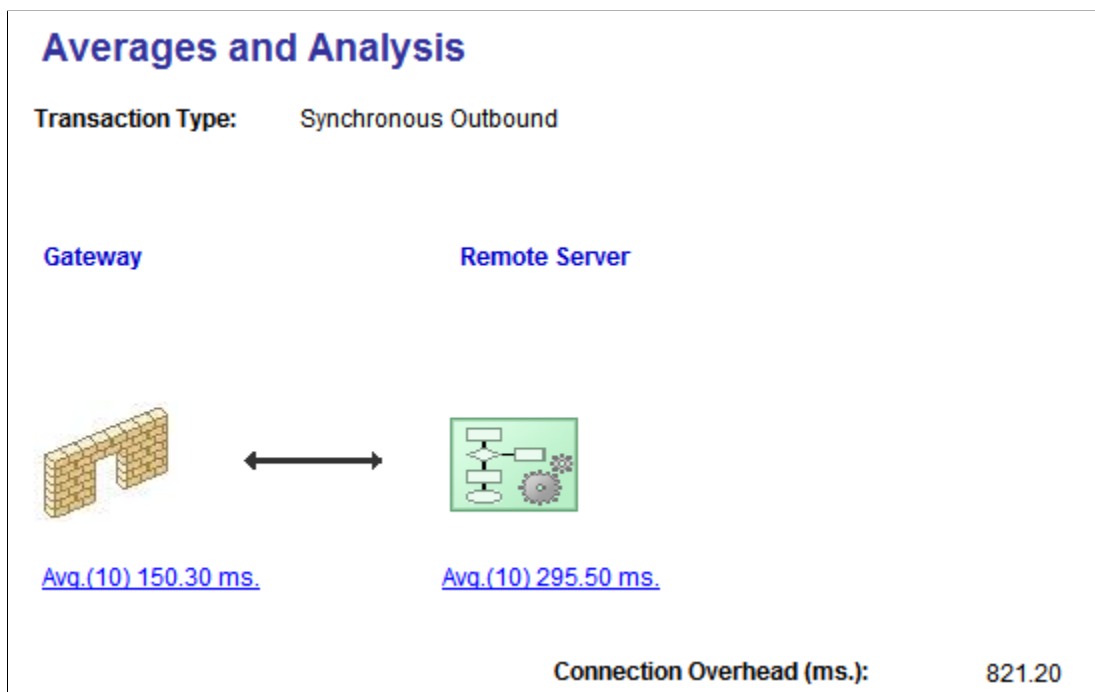 Averages and Analysis
Transaction Type: Synchronous Outbound
Gateway Remote Server
Avg.(10) 150.30 ms. Avg.(10) 295.50 ms.
Connection Overhead (ms.): 821.20